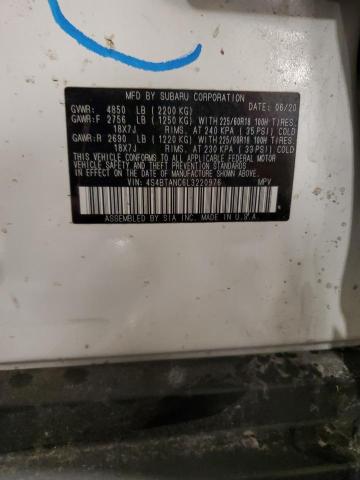 MFD BY SUBARU CORPORATION DATE: 06/20
GVWR: 4850 LB (2200 KG)
GAWR:F 2756 LB (1250 KG) WITH 225/60R18 100H TIRES.
18X7J RIMS, AT 240 KPA (35 PSI) COLD
GAWR:R 2690 LB (1220 KG) WITH 225/60R18 100H TIRES.
18X7J RIMS, AT 230 KPA (33 PSI) COLD
THIS VEHICLE CONFORMS TO ALL APPLICABLE FEDERAL MOTOR
VEHICLE SAFETY AND THEFT PREVENTION STANDARDS IN
EFFECT ON THE DATE OF MANUFACTURE SHOWN ABOVE.
VIN: 4S4BTANC6L3220976 MPV
ASSEMBLED BY SIA INC. MADE IN U.S.A.